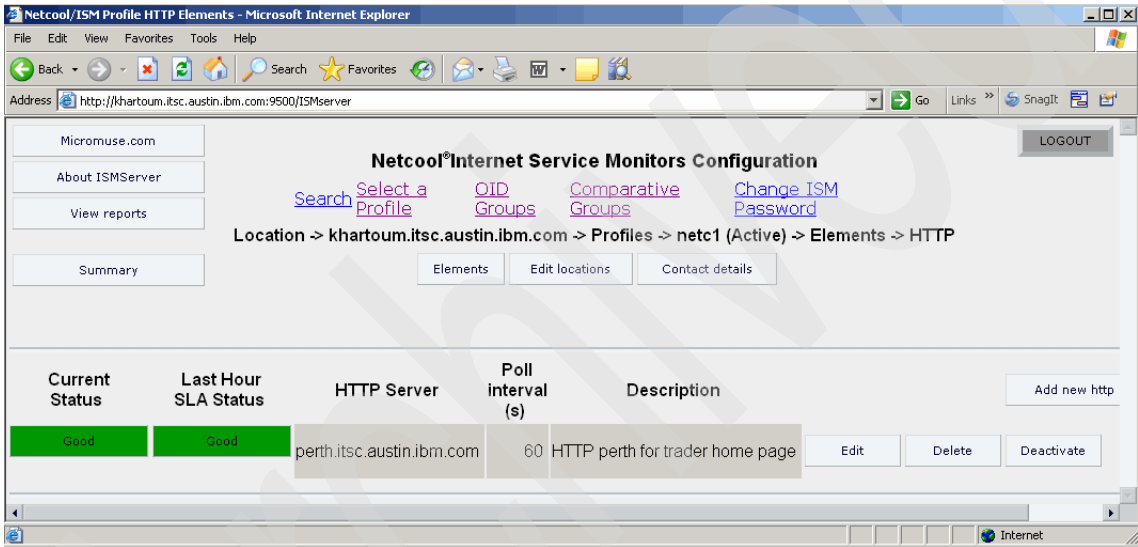 Netcool/ISM Profile HTTP Elements - Microsoft Internet Explorer
File Edit View Favorites Tools Help
Back Search Favorites
Address http://khartoum.itsc.austin.ibm.com:9500/ISMserver Go Links » SnagIt
Micromuse.com
LOGOUT
Netcool®Internet Service Monitors Configuration
About ISMServer
Search Select a Profile OID Groups Comparative Groups Change ISM Password
View reports
Location -> khartoum.itsc.austin.ibm.com -> Profiles -> netc1 (Active) -> Elements -> HTTP
Summary Elements Edit locations Contact details
Current Status Last Hour SLA Status HTTP Server Poll interval (s) Description Add new http
Good Good perth.itsc.austin.ibm.com 60 HTTP perth for trader home page Edit Delete Deactivate
Internet